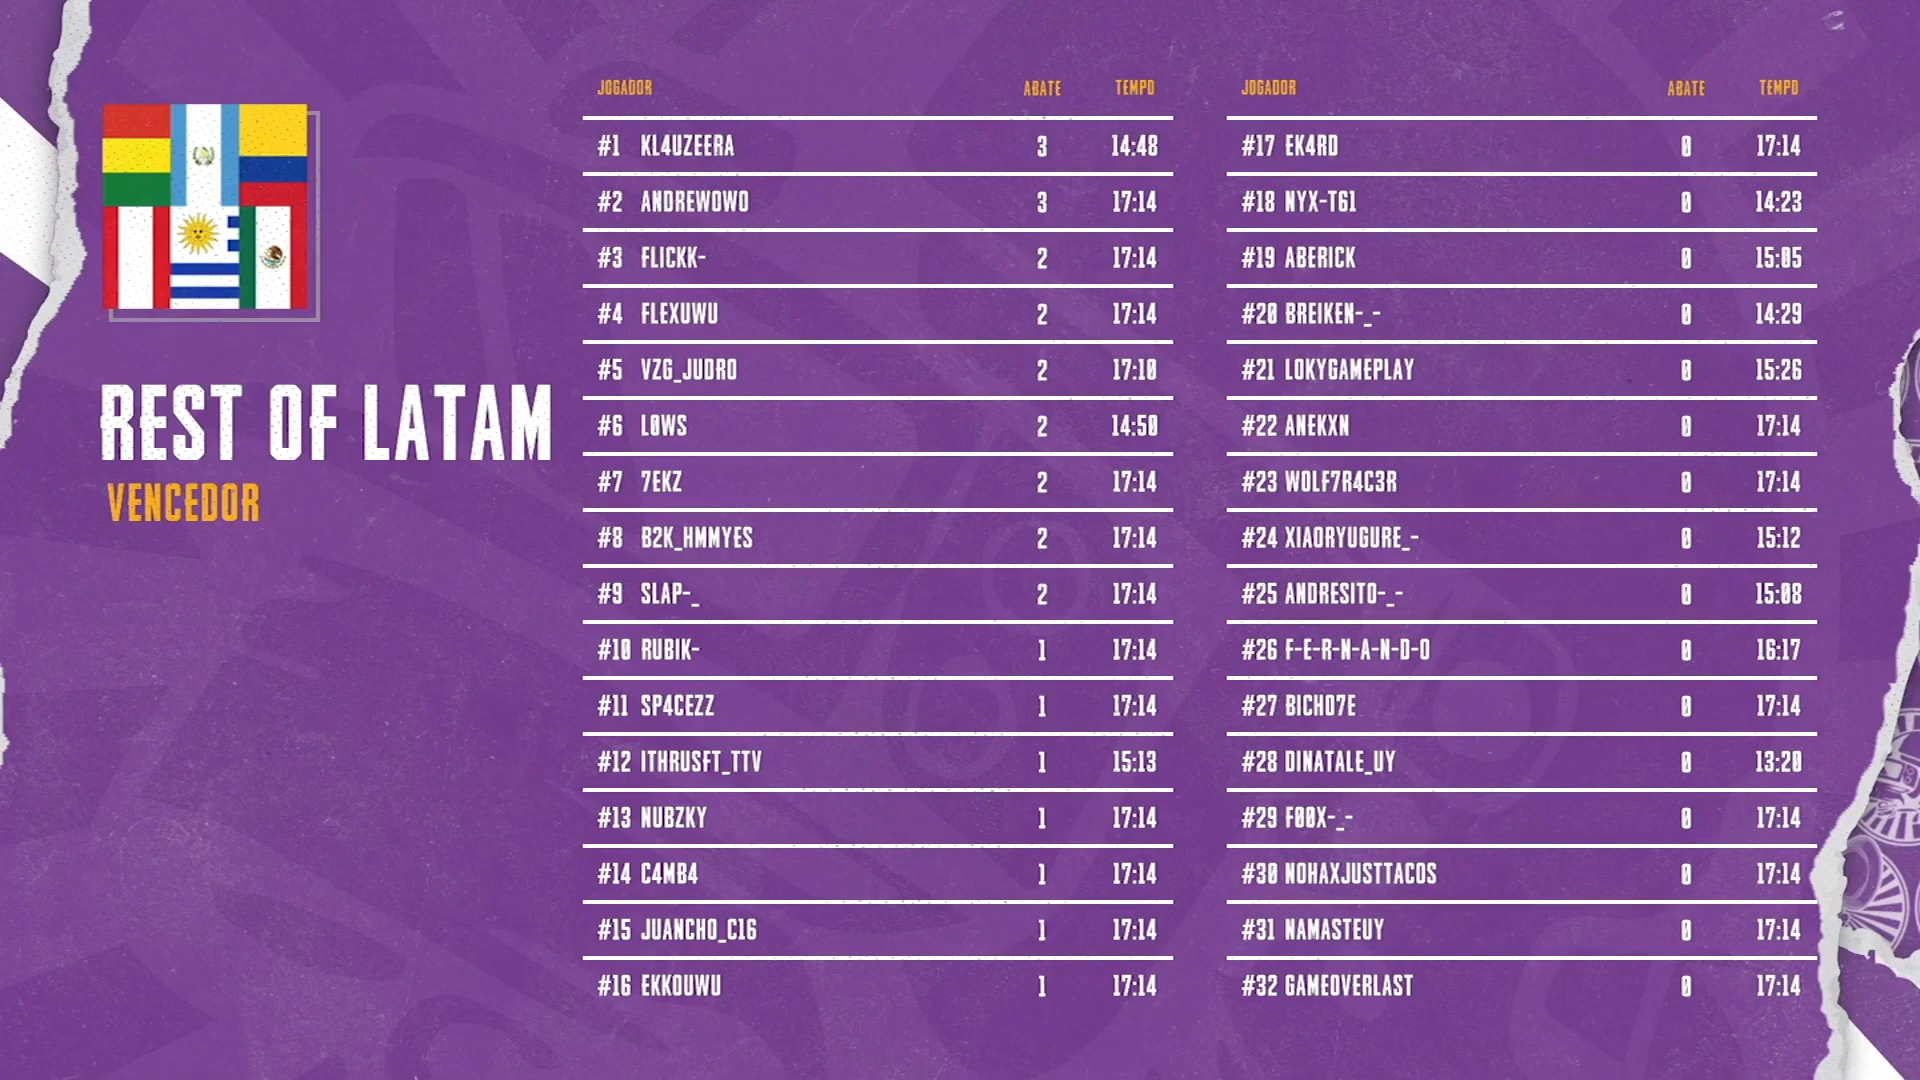 REST OF LATAM
VENCEDOR
JOGADOR ABATE TEMPO
#1 KL4UZEERA 3 14:48
#2 ANDREWOWO 3 17:14
#3 FLICKK- 2 17:14
#4 FLEXUWU 2 17:14
#5 VZG_JUDRO 2 17:10
#6 L0WS 2 14:50
#7 7EKZ 2 17:14
#8 B2K_HMMYES 2 17:14
#9 SLAP-_ 2 17:14
#10 RUBIK- 1 17:14
#11 SP4CEZZ 1 17:14
#12 ITHRUSFT_TTV 1 15:13
#13 NUBZKY 1 17:14
#14 C4MB4 1 17:14
#15 JUANCHO_C16 1 17:14
#16 EKKOUWU 1 17:14
JOGADOR ABATE TEMPO
#17 EK4RD 0 17:14
#18 NYX-T61 0 14:23
#19 ABERICK 0 15:05
#20 BREIKEN-_- 0 14:29
#21 LOKYGAMEPLAY 0 15:26
#22 ANEKXN 0 17:14
#23 WOLF7R4C3R 0 17:14
#24 XIAORYUGURE_- 0 15:12
#25 ANDRESITO-_- 0 15:08
#26 F-E-R-N-A-N-D-O 0 16:17
#27 BICHO7E 0 17:14
#28 DINATALE_UY 0 13:20
#29 F00X-_- 0 17:14
#30 NOHAXJUSTTACOS 0 17:14
#31 NAMASTEUY 0 17:14
#32 GAMEOVERLAST 0 17:14